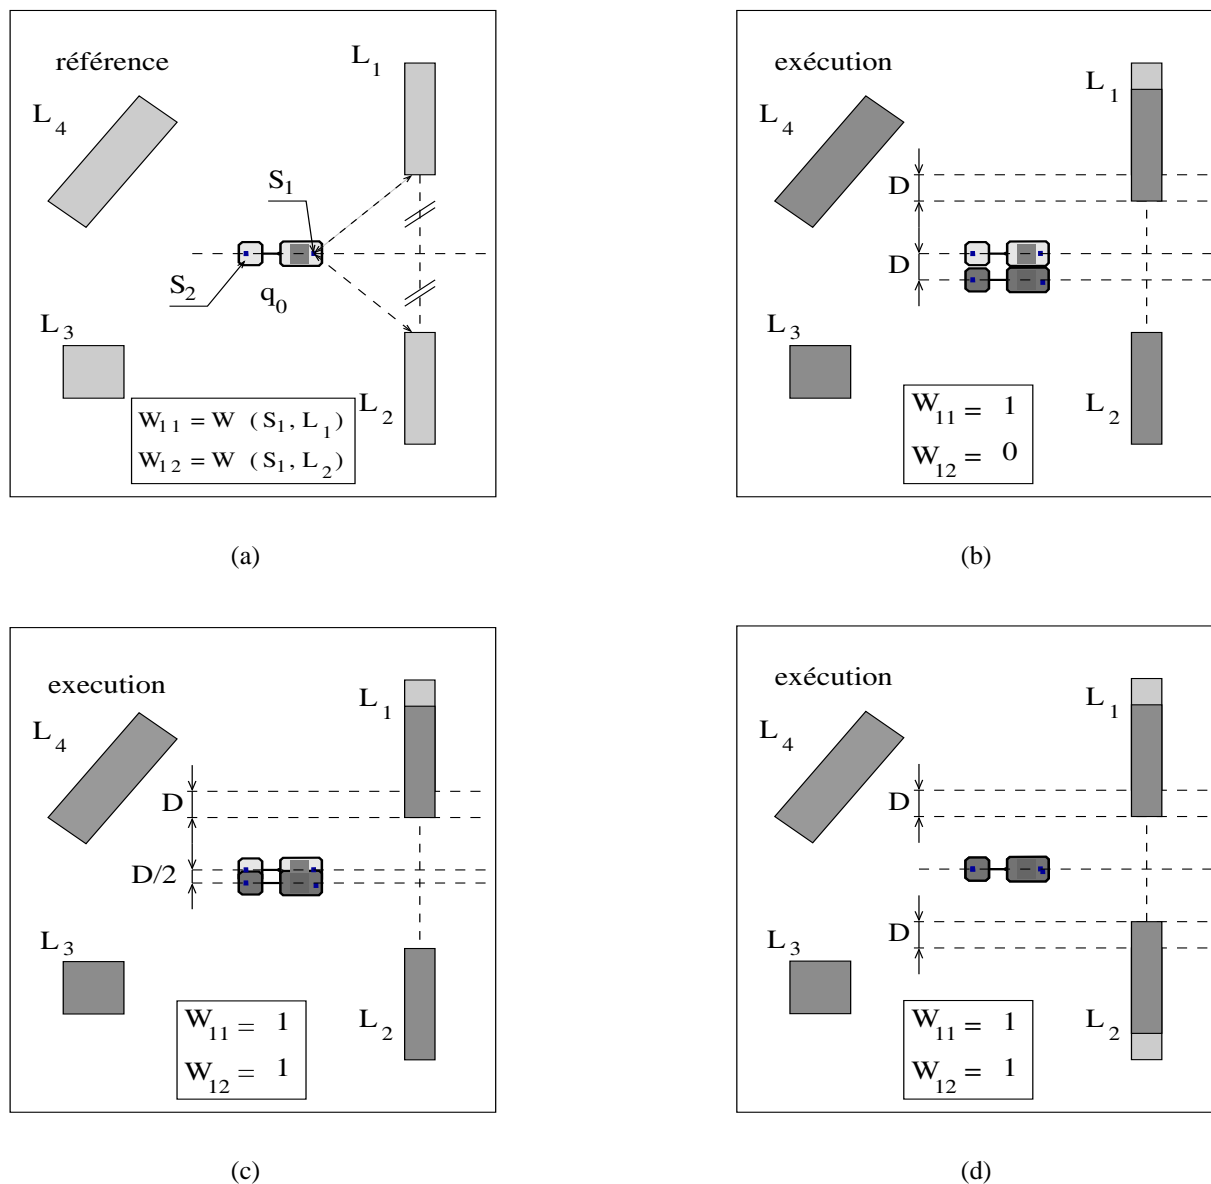 référence
L1
L4
S1
S2
q0
L3
L2
W11 = W (S1, L1)
W12 = W (S1, L2)
(a)
exécution
L1
L4
D
D
L3
L2
W11 = 1
W12 = 0
(b)
execution
L1
L4
D
D/2
L3
L2
W11 = 1
W12 = 1
(c)
exécution
L1
L4
D
D
L3
L2
W11 = 1
W12 = 1
(d)